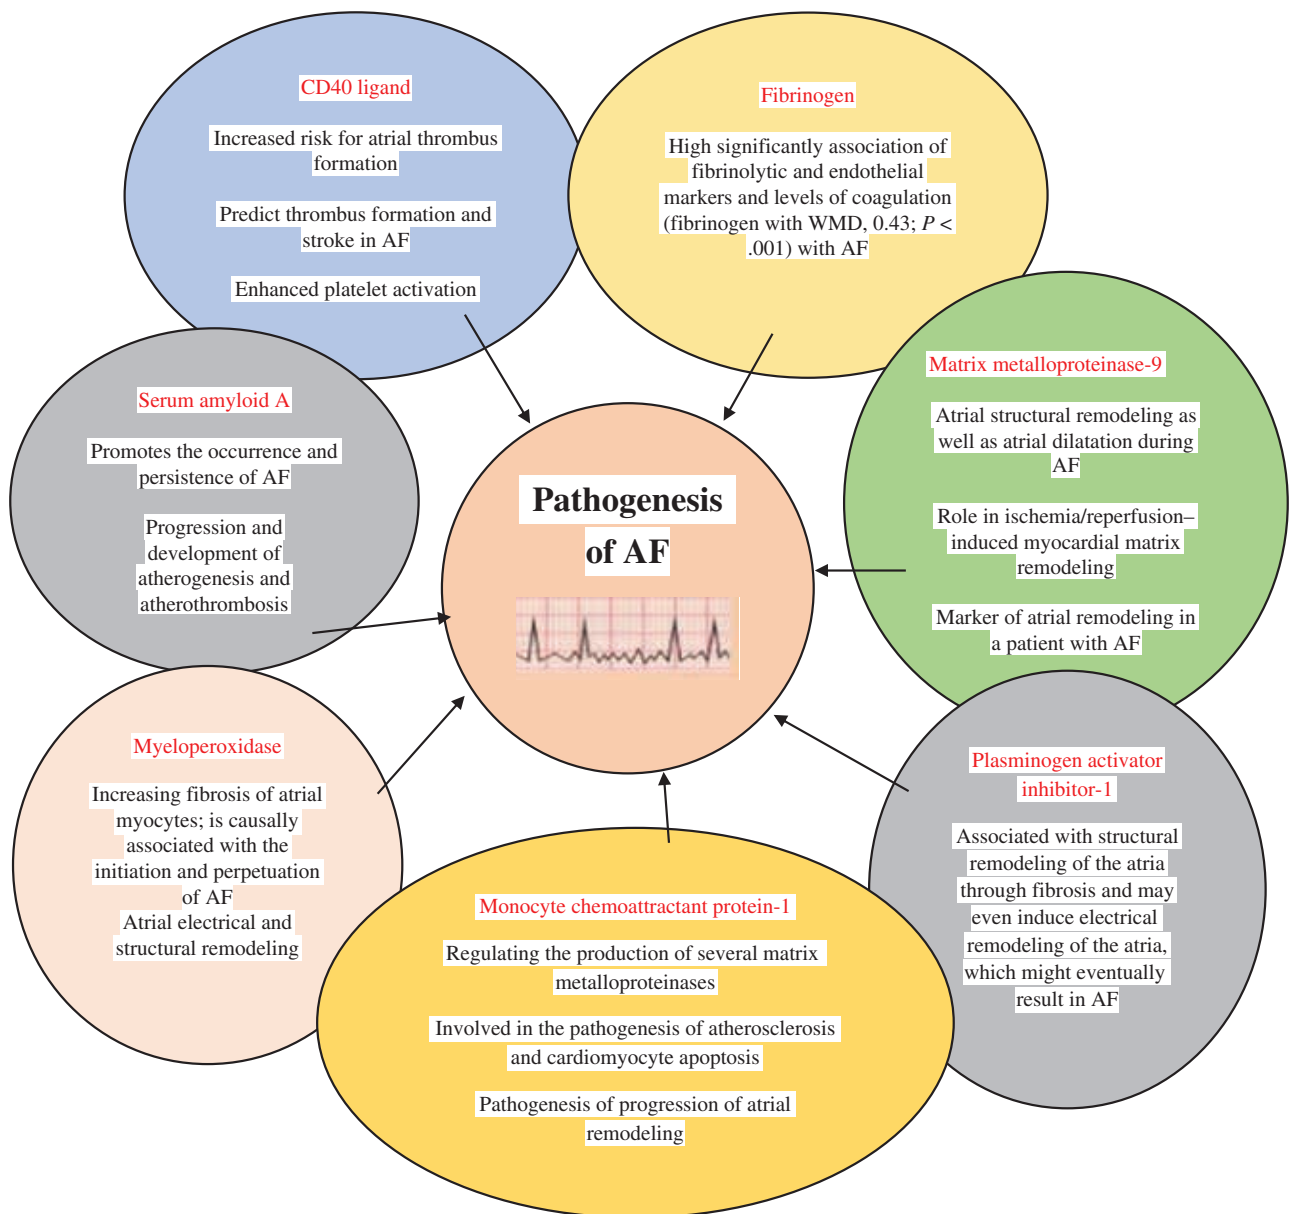 CD40 ligand
Increased risk for atrial thrombus
formation
Predict thrombus formation and
stroke in AF
Enhanced platelet activation
Fibrinogen
High significantly association of
fibrinolytic and endothelial
markers and levels of coagulation
(fibrinogen with WMD, 0.43; P <
.001) with AF
Matrix metalloproteinase-9
Atrial structural remodeling as
well as atrial dilatation during
AF
Role in ischemia/reperfusion–
induced myocardial matrix
remodeling
Marker of atrial remodeling in
a patient with AF
Serum amyloid A
Promotes the occurrence and
persistence of AF
Progression and
development of
atherogenesis and
atherothrombosis
Pathogenesis
of AF
Myeloperoxidase
Increasing fibrosis of atrial
myocytes; is causally
associated with the
initiation and perpetuation
of AF
Atrial electrical and
structural remodeling
Plasminogen activator
inhibitor-1
Associated with structural
remodeling of the atria
through fibrosis and may
even induce electrical
remodeling of the atria,
which might eventually
result in AF
Monocyte chemoattractant protein-1
Regulating the production of several matrix
metalloproteinases
Involved in the pathogenesis of atherosclerosis
and cardiomyocyte apoptosis
Pathogenesis of progression of atrial
remodeling